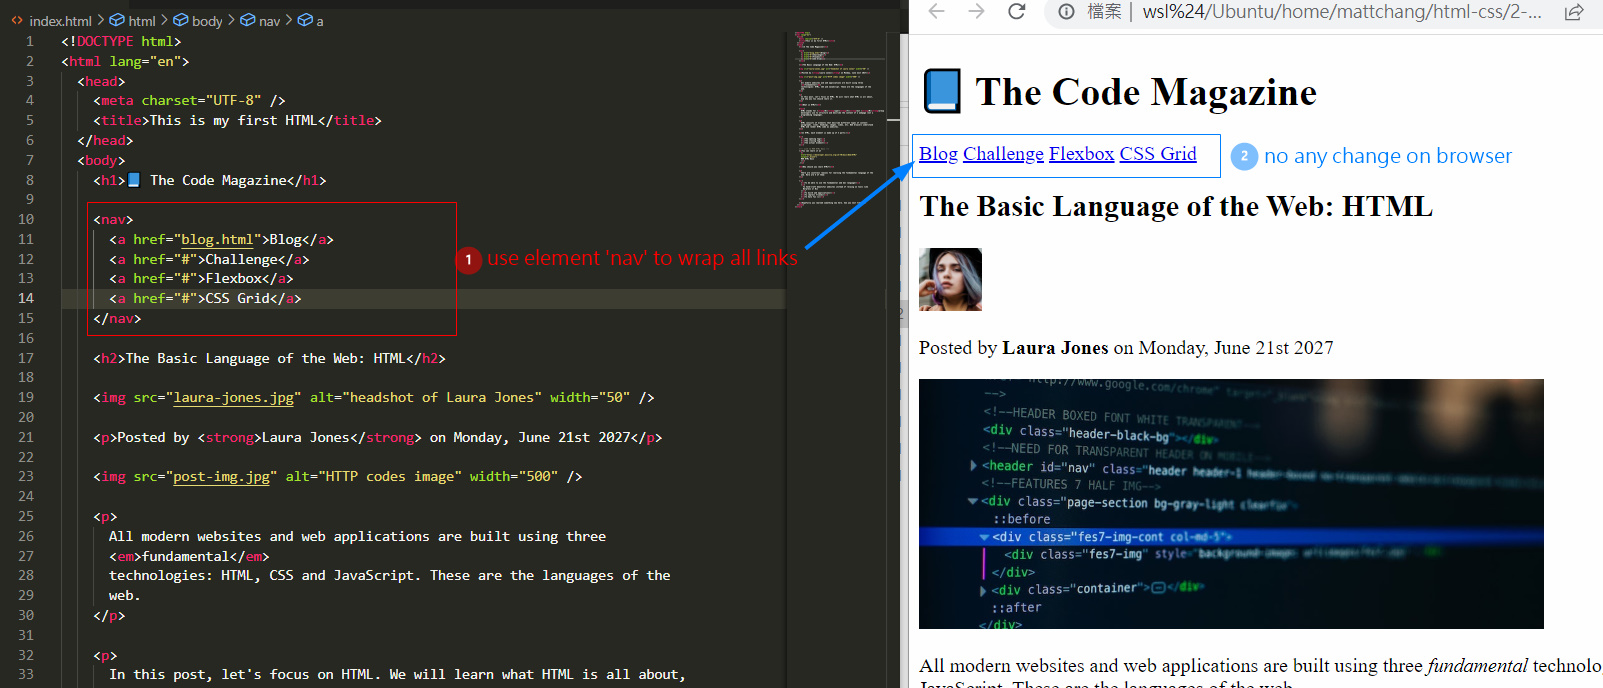 index.html > html > body > nav > a
1 <!DOCTYPE html>
2 <html lang="en">
3 <head>
4 <meta charset="UTF-8" />
5 <title>This is my first HTML</title>
6 </head>
7 <body>
8 <h1>📘 The Code Magazine</h1>
9
10 <nav>
11 <a href="blog.html">Blog</a>
12 <a href="#">Challenge</a>
13 <a href="#">Flexbox</a>
14 <a href="#">CSS Grid</a>
15 </nav>
16
17 <h2>The Basic Language of the Web: HTML</h2>
18
19 <img src="laura-jones.jpg" alt="headshot of Laura Jones" width="50" />
20
21 <p>Posted by <strong>Laura Jones</strong> on Monday, June 21st 2027</p>
22
23 <img src="post-img.jpg" alt="HTTP codes image" width="500" />
24
25 <p>
26 All modern websites and web applications are built using three
27 <em>fundamental</em>
28 technologies: HTML, CSS and JavaScript. These are the languages of the
29 web.
30 </p>
31
32 <p>
33 In this post, let's focus on HTML. We will learn what HTML is all about,
1 use element 'nav' to wrap all links
檔案 | wsl%24/Ubuntu/home/mattchang/html-css/2-...
📘 The Code Magazine
Blog Challenge Flexbox CSS Grid
2 no any change on browser
The Basic Language of the Web: HTML
Posted by Laura Jones on Monday, June 21st 2027
http://www.google.com/chrome"
-->
<!--HEADER BOXED FONT WHITE TRANSPARENT-->
<div class="header-black-bg"></div>
<!--NEED FOR TRANSPARENT HEADER ON MOBILE-->
<header id="nav" class="header header-1
<!--FEATURES 7 HALF IMG-->
<div class="page-section bg-gray-light clearfix">
::before
<div class="fes7-img-cont col-md-5">
<div class="fes7-img" style="background-image:
</div>
<div class="container"></div>
::after
</div>
All modern websites and web applications are built using three fundamental technolo
JavaScript. These are the languages of the web.